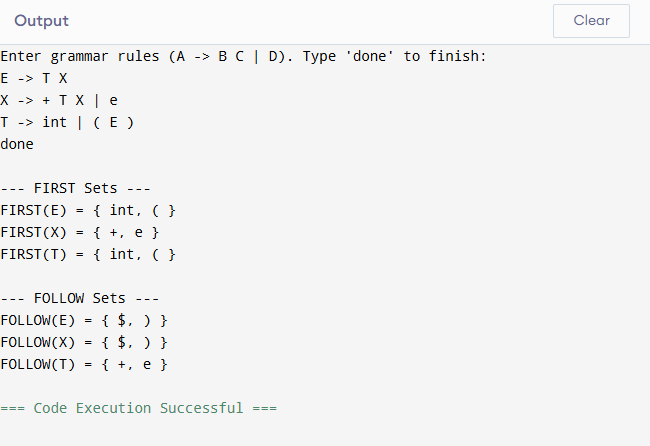 Output
Clear
Enter grammar rules (A -> B C | D). Type 'done' to finish:
E -> T X
X -> + T X | e
T -> int | ( E )
done
--- FIRST Sets ---
FIRST(E) = { int, ( }
FIRST(X) = { +, e }
FIRST(T) = { int, ( }
--- FOLLOW Sets ---
FOLLOW(E) = { $, ) }
FOLLOW(X) = { $, ) }
FOLLOW(T) = { +, e }
=== Code Execution Successful ===